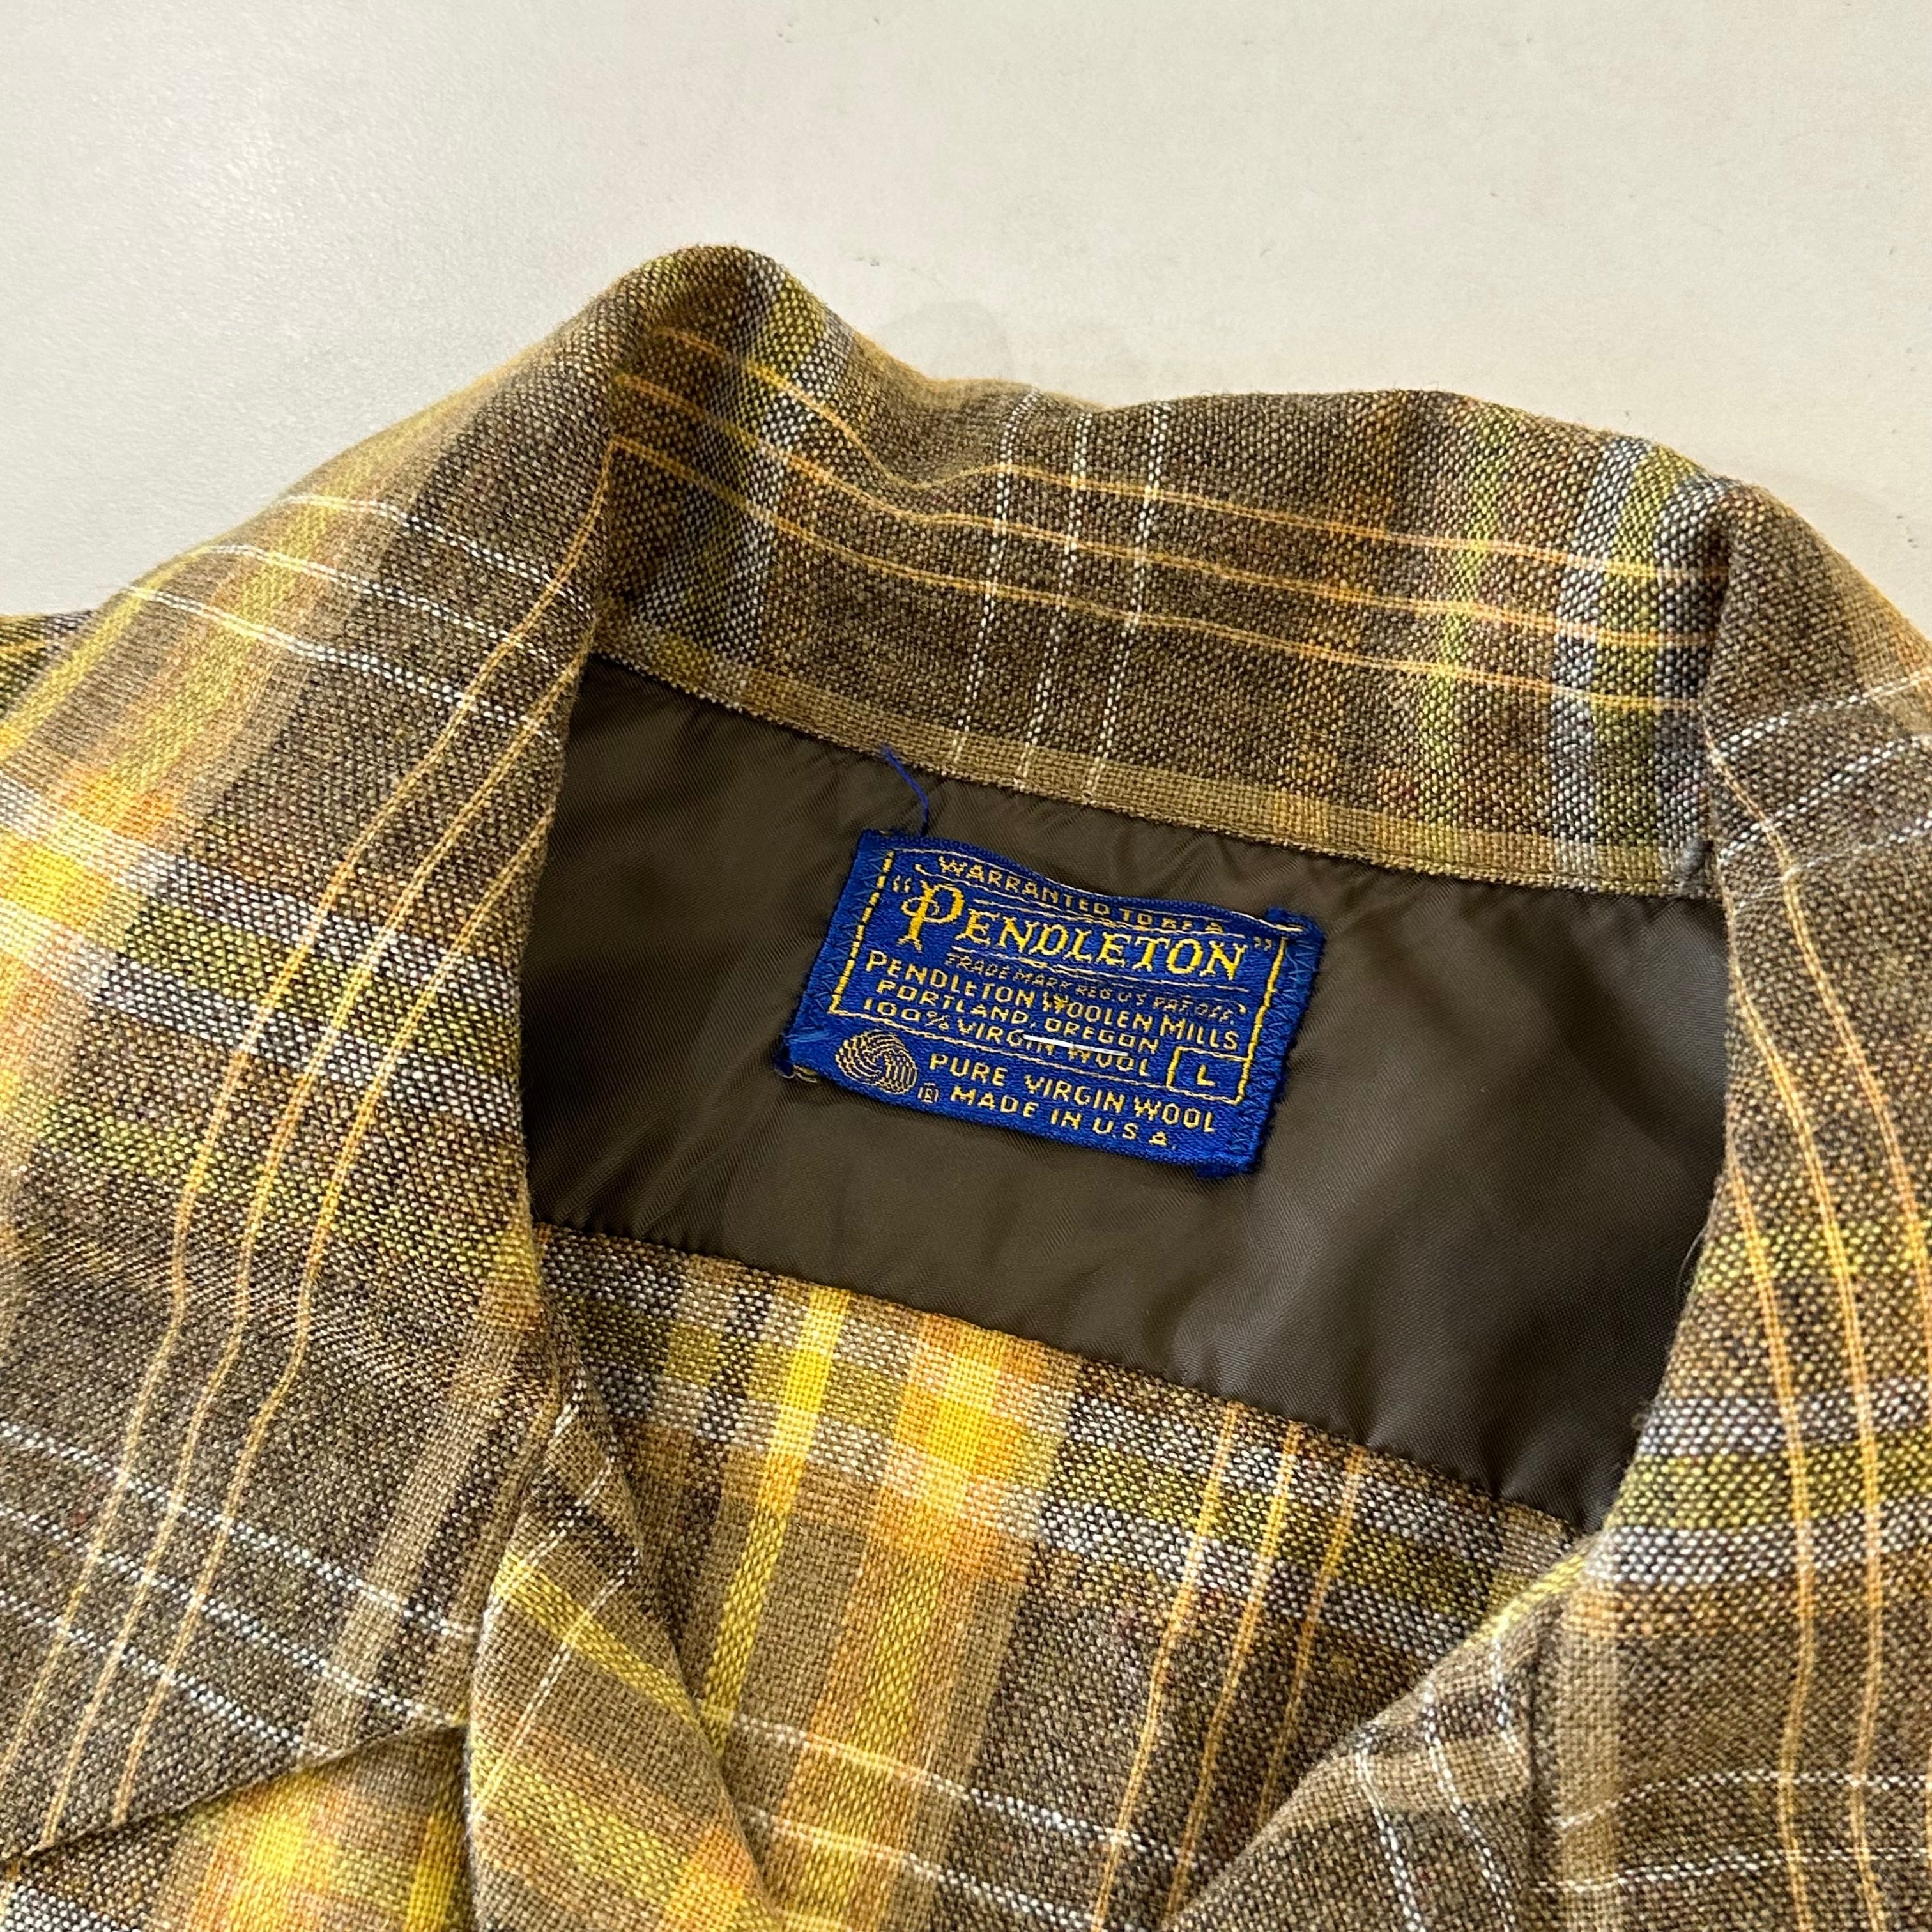 WARRANTED TO BE A
"PENDLETON"
TRADE MARK REG. U.S. PAT. OFF.
PENDLETON WOOLEN MILLS
PORTLAND, OREGON
100% VIRGIN WOOL
L
PURE VIRGIN WOOL
R MADE IN U.S.A.